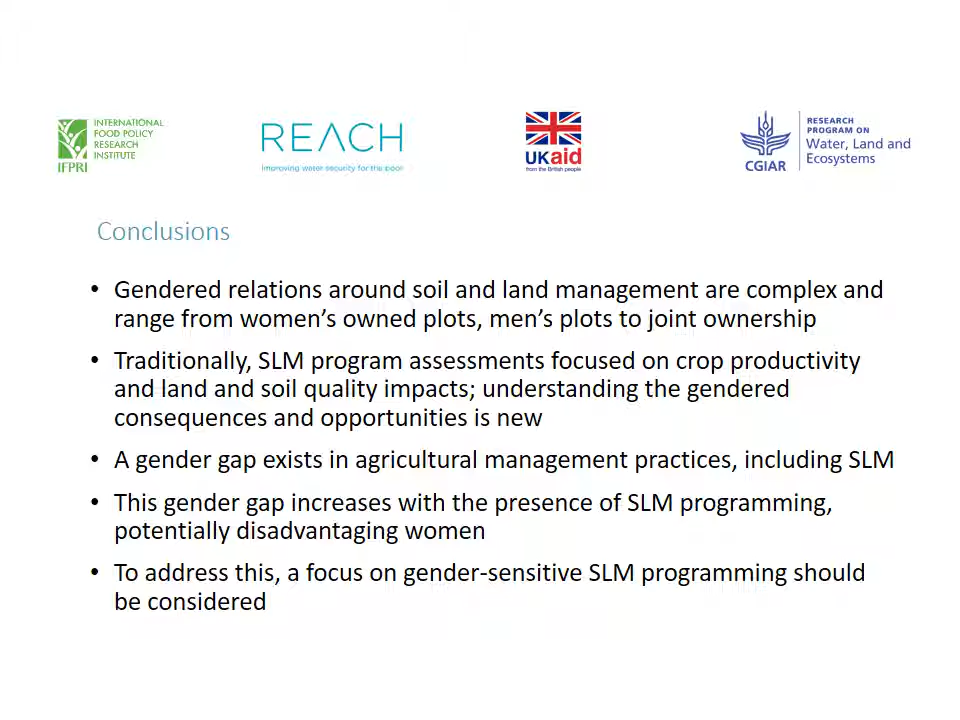 INTERNATIONAL
FOOD POLICY
RESEARCH
INSTITUTE
IFPRI
REACH
Improving water security for the poor
UKaid
from the British people
CGIAR
RESEARCH
PROGRAM ON
Water, Land and
Ecosystems
Conclusions
• Gendered relations around soil and land management are complex and
range from women’s owned plots, men’s plots to joint ownership
• Traditionally, SLM program assessments focused on crop productivity
and land and soil quality impacts; understanding the gendered
consequences and opportunities is new
• A gender gap exists in agricultural management practices, including SLM
• This gender gap increases with the presence of SLM programming,
potentially disadvantaging women
• To address this, a focus on gender-sensitive SLM programming should
be considered